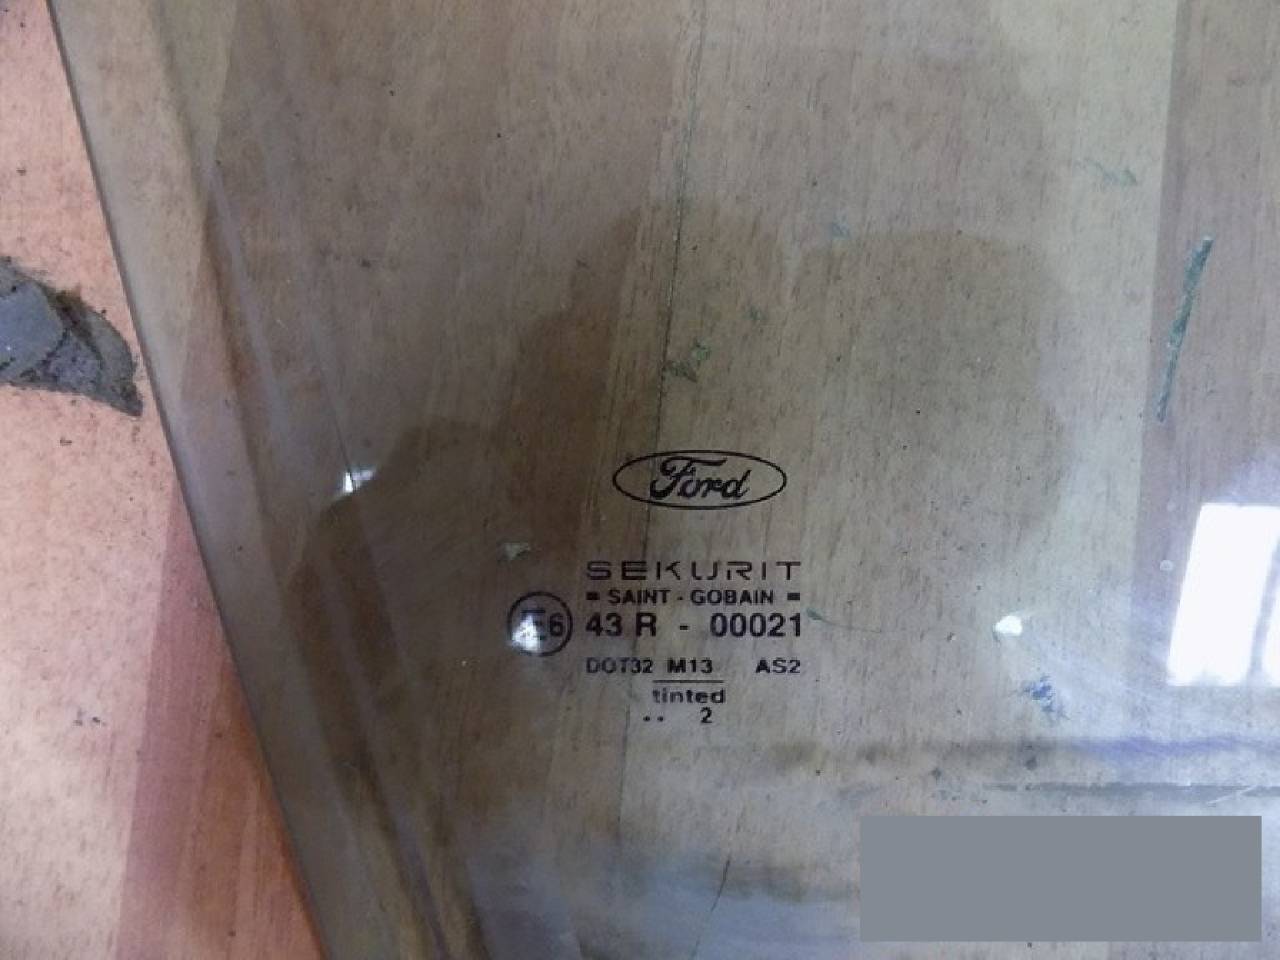 Ford
SEKURIT
= SAINT - GOBAIN =
E6 43 R - 00021
DOT32 M13 AS2
tinted
.. 2